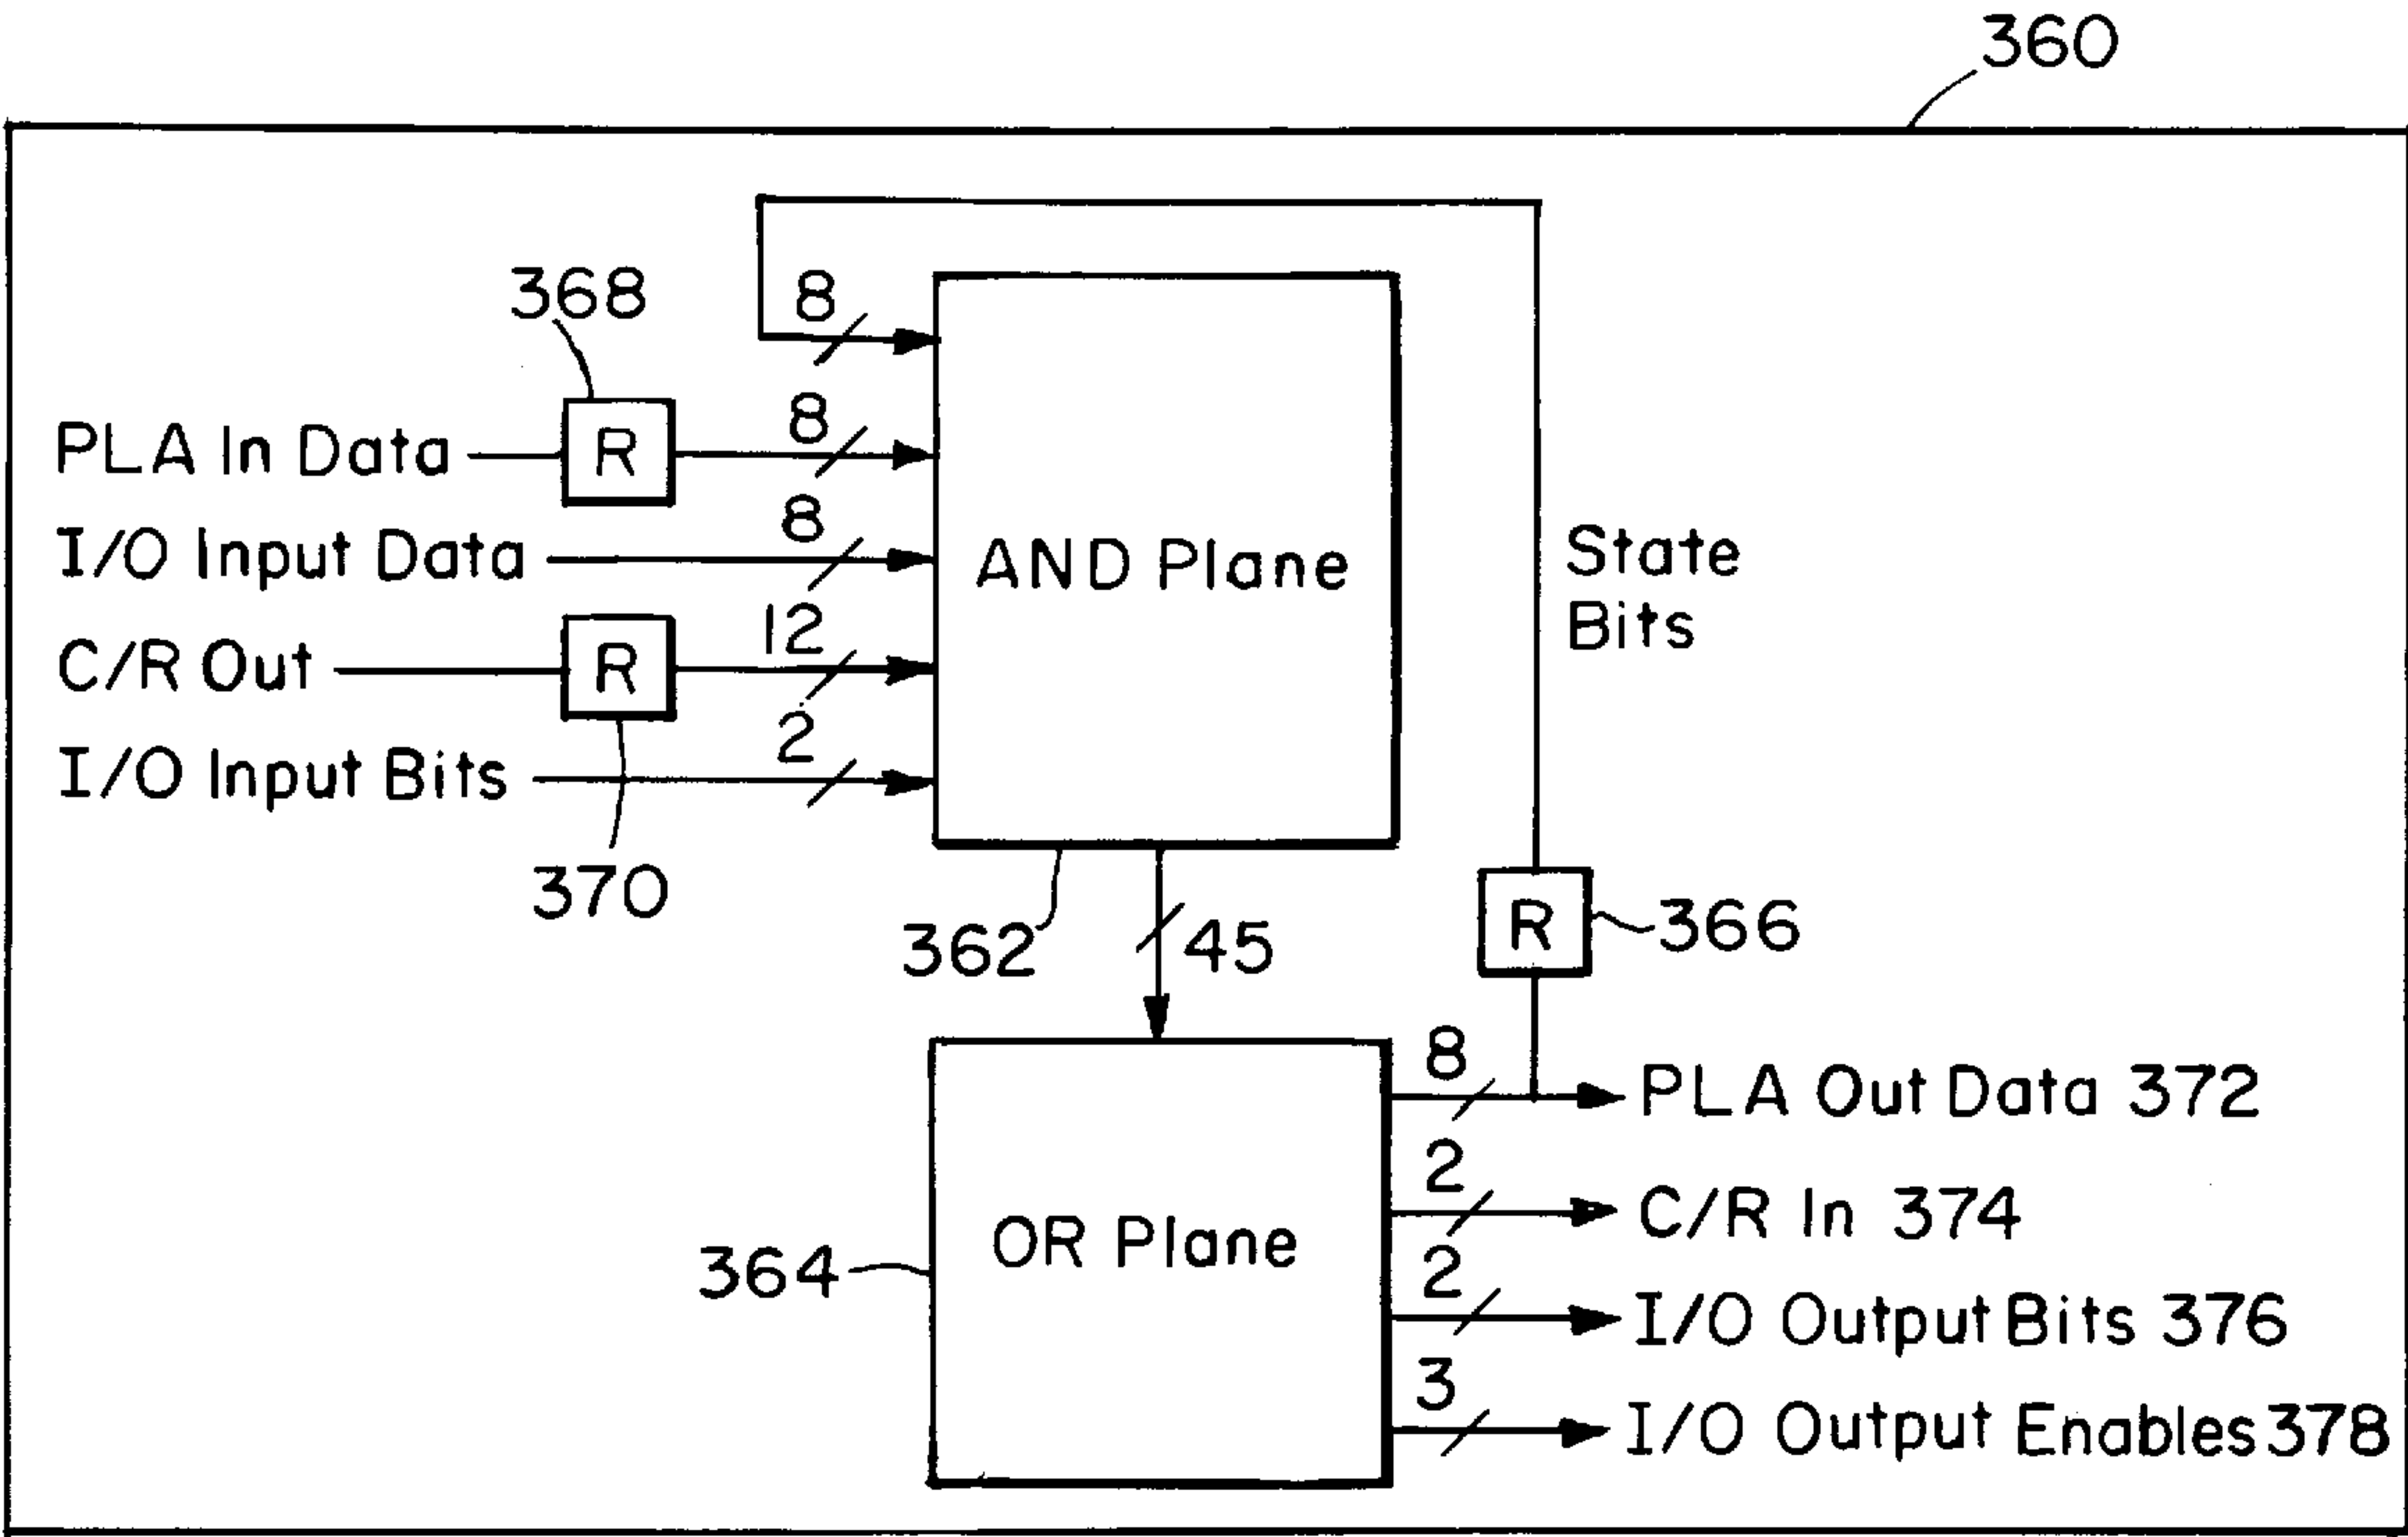 360
8
368
8
PLA In Data
R
8
I/O Input Data
AND Plane
State
Bits
12
C/R Out
R
2
I/O Input Bits
370
362
45
R
366
8
PLA Out Data 372
2
C/R In 374
OR Plane
364
2
I/O Output Bits 376
3
I/O Output Enables 378